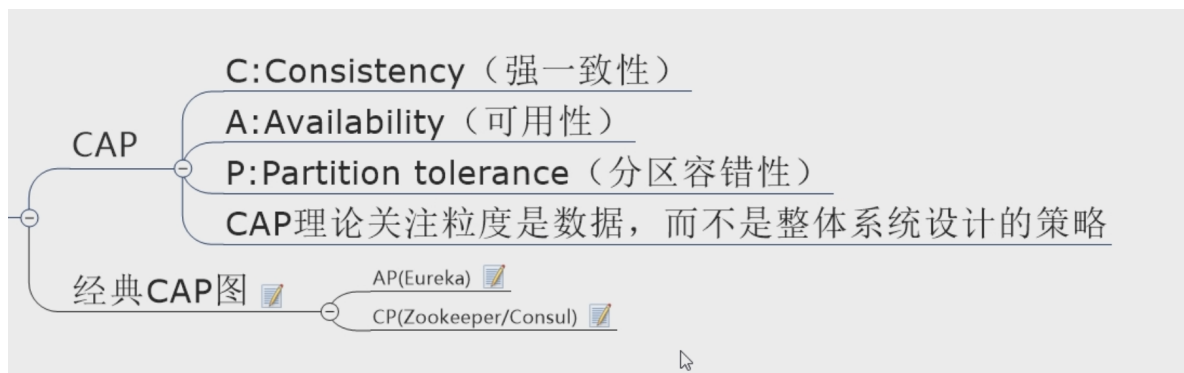 C:Consistency（强一致性）
A:Availability（可用性）
CAP
P:Partition tolerance（分区容错性）
CAP理论关注粒度是数据，而不是整体系统设计的策略
经典CAP图
AP(Eureka)
CP(Zookeeper/Consul)